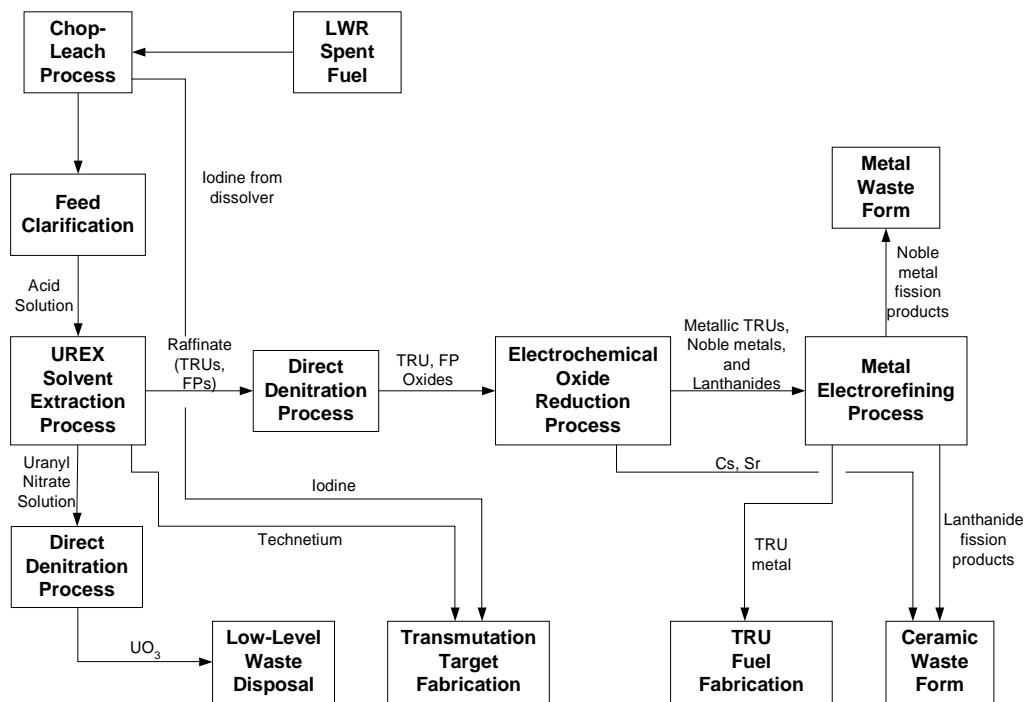 Chop-
Leach
Process
LWR
Spent
Fuel
Iodine from
dissolver
Feed
Clarification
Metal
Waste
Form
Acid
Solution
Noble
metal
fission
products
UREX
Solvent
Extraction
Process
Raffinate
(TRUs,
FPs)
Direct
Denitration
Process
TRU, FP
Oxides
Electrochemical
Oxide
Reduction
Process
Metallic TRUs,
Noble metals,
and
Lanthanides
Metal
Electrorefining
Process
Uranyl
Nitrate
Solution
Iodine
Cs, Sr
Technetium
Direct
Denitration
Process
TRU
metal
Lanthanide
fission
products
UO3
Low-Level
Waste
Disposal
Transmutation
Target
Fabrication
TRU
Fuel
Fabrication
Ceramic
Waste
Form